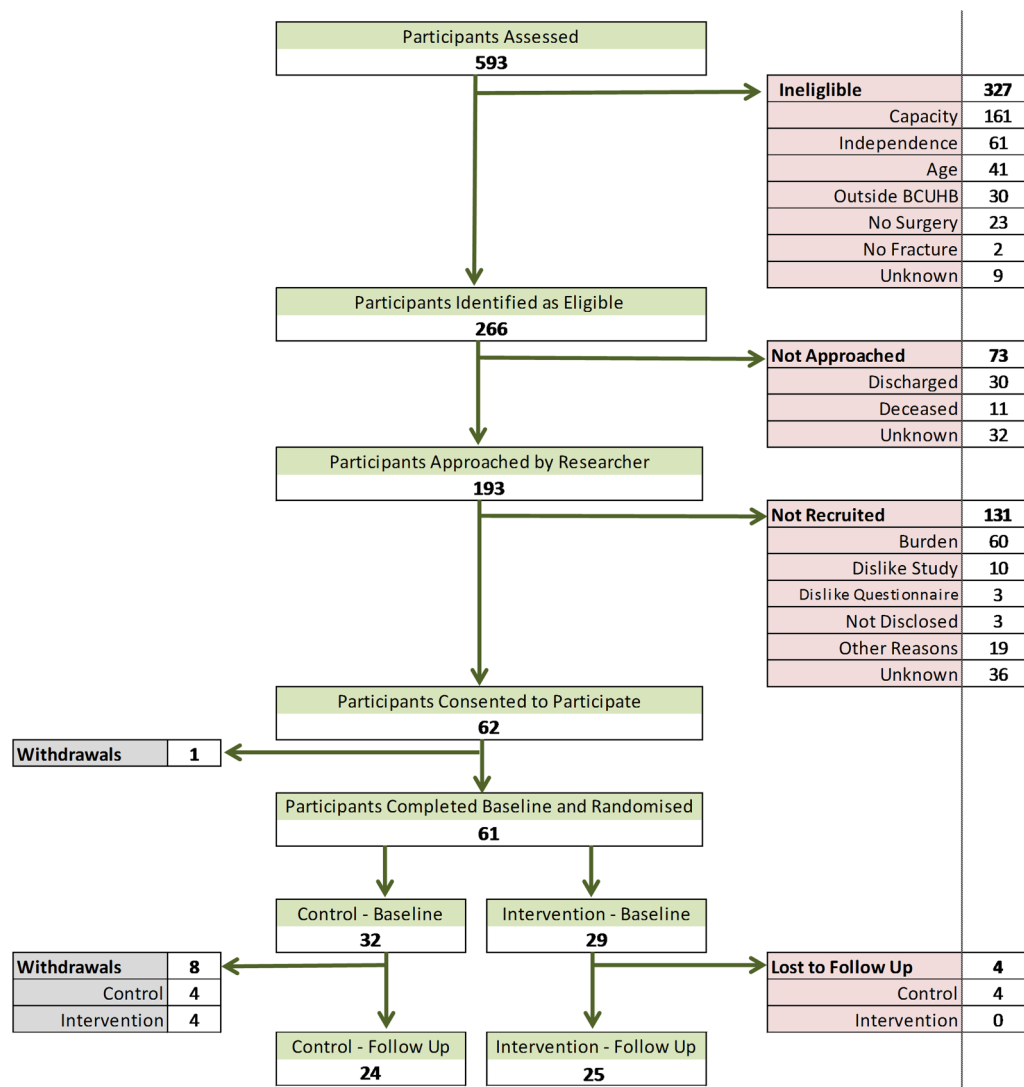 Participants Assessed
593
Ineliglible 327
Capacity 161
Independence 61
Age 41
Outside BCUHB 30
No Surgery 23
No Fracture 2
Unknown 9
Participants Identified as Eligible
266
Not Approached 73
Discharged 30
Deceased 11
Unknown 32
Participants Approached by Researcher
193
Not Recruited 131
Burden 60
Dislike Study 10
Dislike Questionnaire 3
Not Disclosed 3
Other Reasons 19
Unknown 36
Participants Consented to Participate
62
Withdrawals 1
Participants Completed Baseline and Randomised
61
Control - Baseline
32
Intervention - Baseline
29
Withdrawals 8
Control 4
Intervention 4
Lost to Follow Up 4
Control 4
Intervention 0
Control - Follow Up
24
Intervention - Follow Up
25